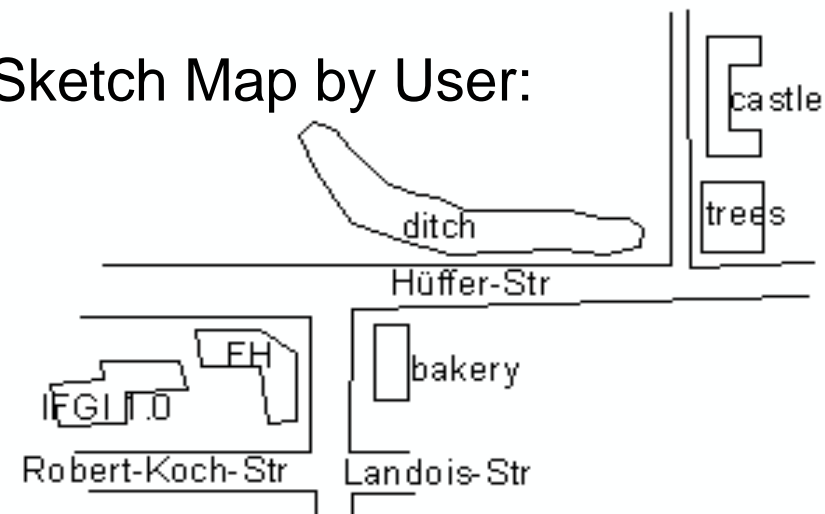 Sketch Map by User:
castle
trees
ditch
Hüffer-Str
FH
bakery
IFGI 1.0
Robert-Koch-Str
Landois-Str